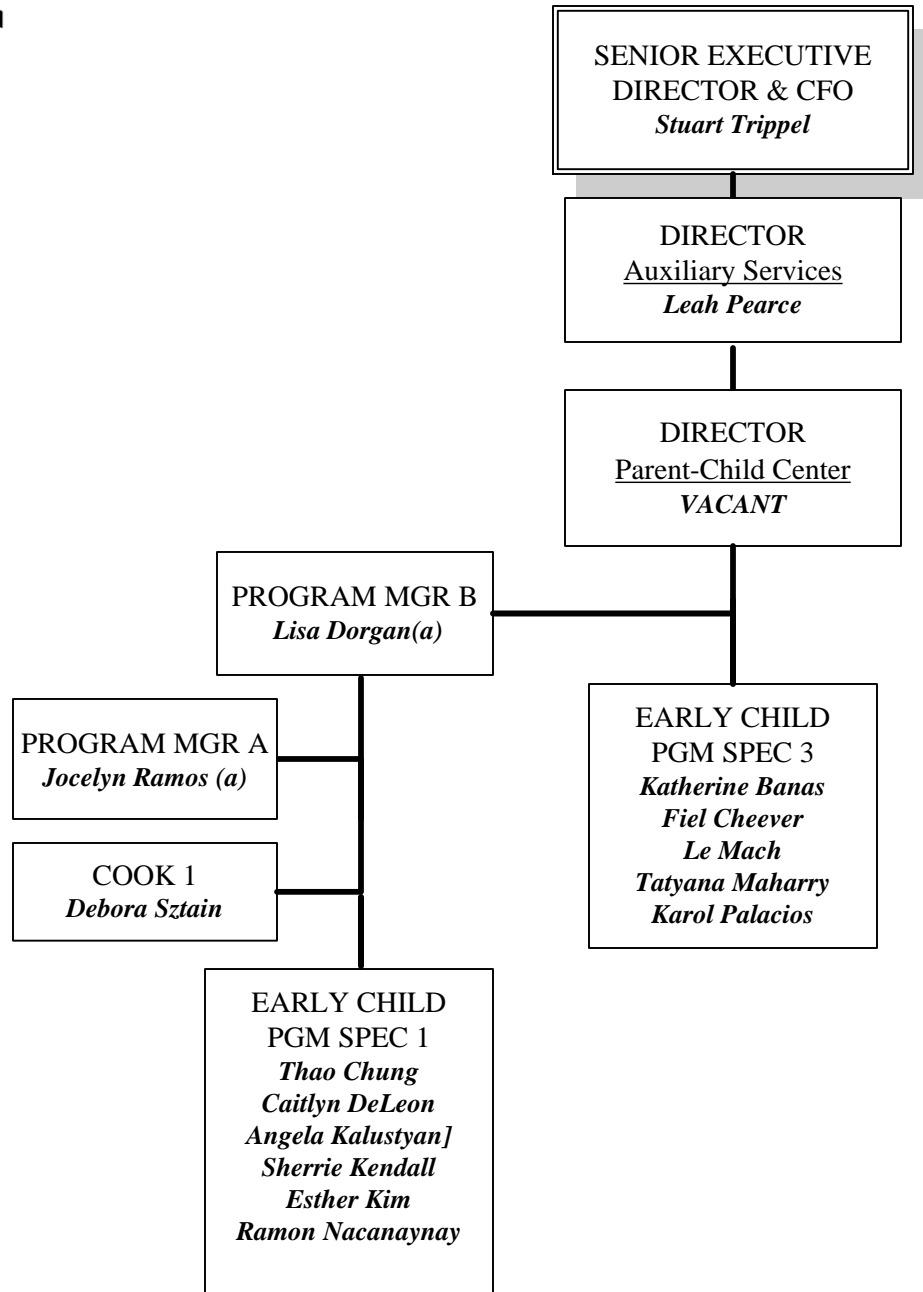 SENIOR EXECUTIVE
DIRECTOR & CFO
Stuart Trippel
DIRECTOR
Auxiliary Services
Leah Pearce
DIRECTOR
Parent-Child Center
VACANT
PROGRAM MGR B
Lisa Dorgan(a)
PROGRAM MGR A
Jocelyn Ramos (a)
COOK 1
Debora Sztain
EARLY CHILD
PGM SPEC 3
Katherine Banas
Fiel Cheever
Le Mach
Tatyana Maharry
Karol Palacios
EARLY CHILD
PGM SPEC 1
Thao Chung
Caitlyn DeLeon
Angela Kalustyan]
Sherrie Kendall
Esther Kim
Ramon Nacanaynay